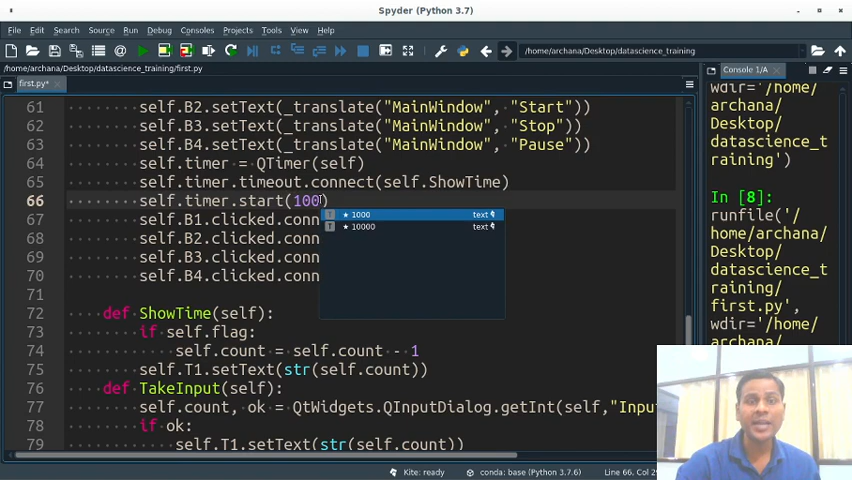 Spyder (Python 3.7)
File Edit Search Source Run Debug Consoles Projects Tools View Help
/home/archana/Desktop/datascience_training
/home/archana/Desktop/datascience_training/first.py
first.py*
61 self.B2.setText(_translate("MainWindow", "Start"))
62 self.B3.setText(_translate("MainWindow", "Stop"))
63 self.B4.setText(_translate("MainWindow", "Pause"))
64 self.timer = QTimer(self)
65 self.timer.timeout.connect(self.ShowTime)
66 self.timer.start(100)
1000 text
10000 text
67 self.B1.clicked.conn
68 self.B2.clicked.conn
69 self.B3.clicked.conn
70 self.B4.clicked.conn
71
72 def ShowTime(self):
73 if self.flag:
74 self.count = self.count - 1
75 self.T1.setText(str(self.count))
76 def TakeInput(self):
77 self.count, ok = QtWidgets.QInputDialog.getInt(self,"Inpu
78 if ok:
79 self.T1.setText(str(self.count))
Console 1/A
wdir='/home/
archana/
Desktop/
datascience_t
raining')
In [8]:
runfile('/
home/archana/
Desktop/
datascience_t
raining/
first.py',
wdir='/home/
Kite: ready conda: base (Python 3.7.6) Line 66, Col 2